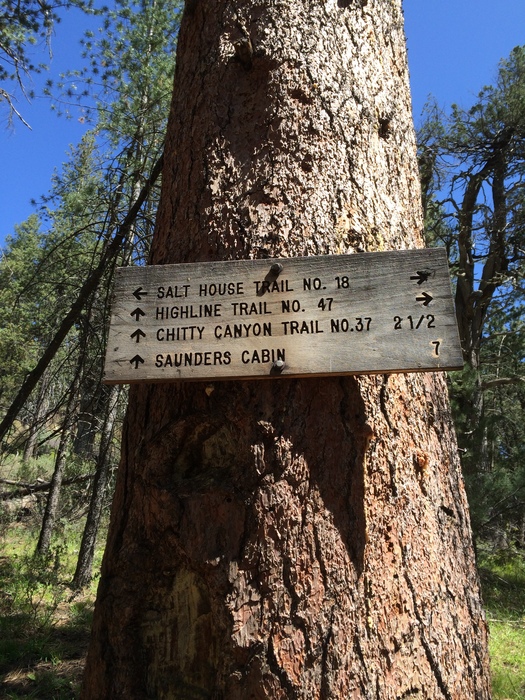 ← SALT HOUSE TRAIL NO. 18 →
← HIGHLINE TRAIL NO. 47 →
↑ CHITTY CANYON TRAIL NO.37 2 1/2
↑ SAUNDERS CABIN 7